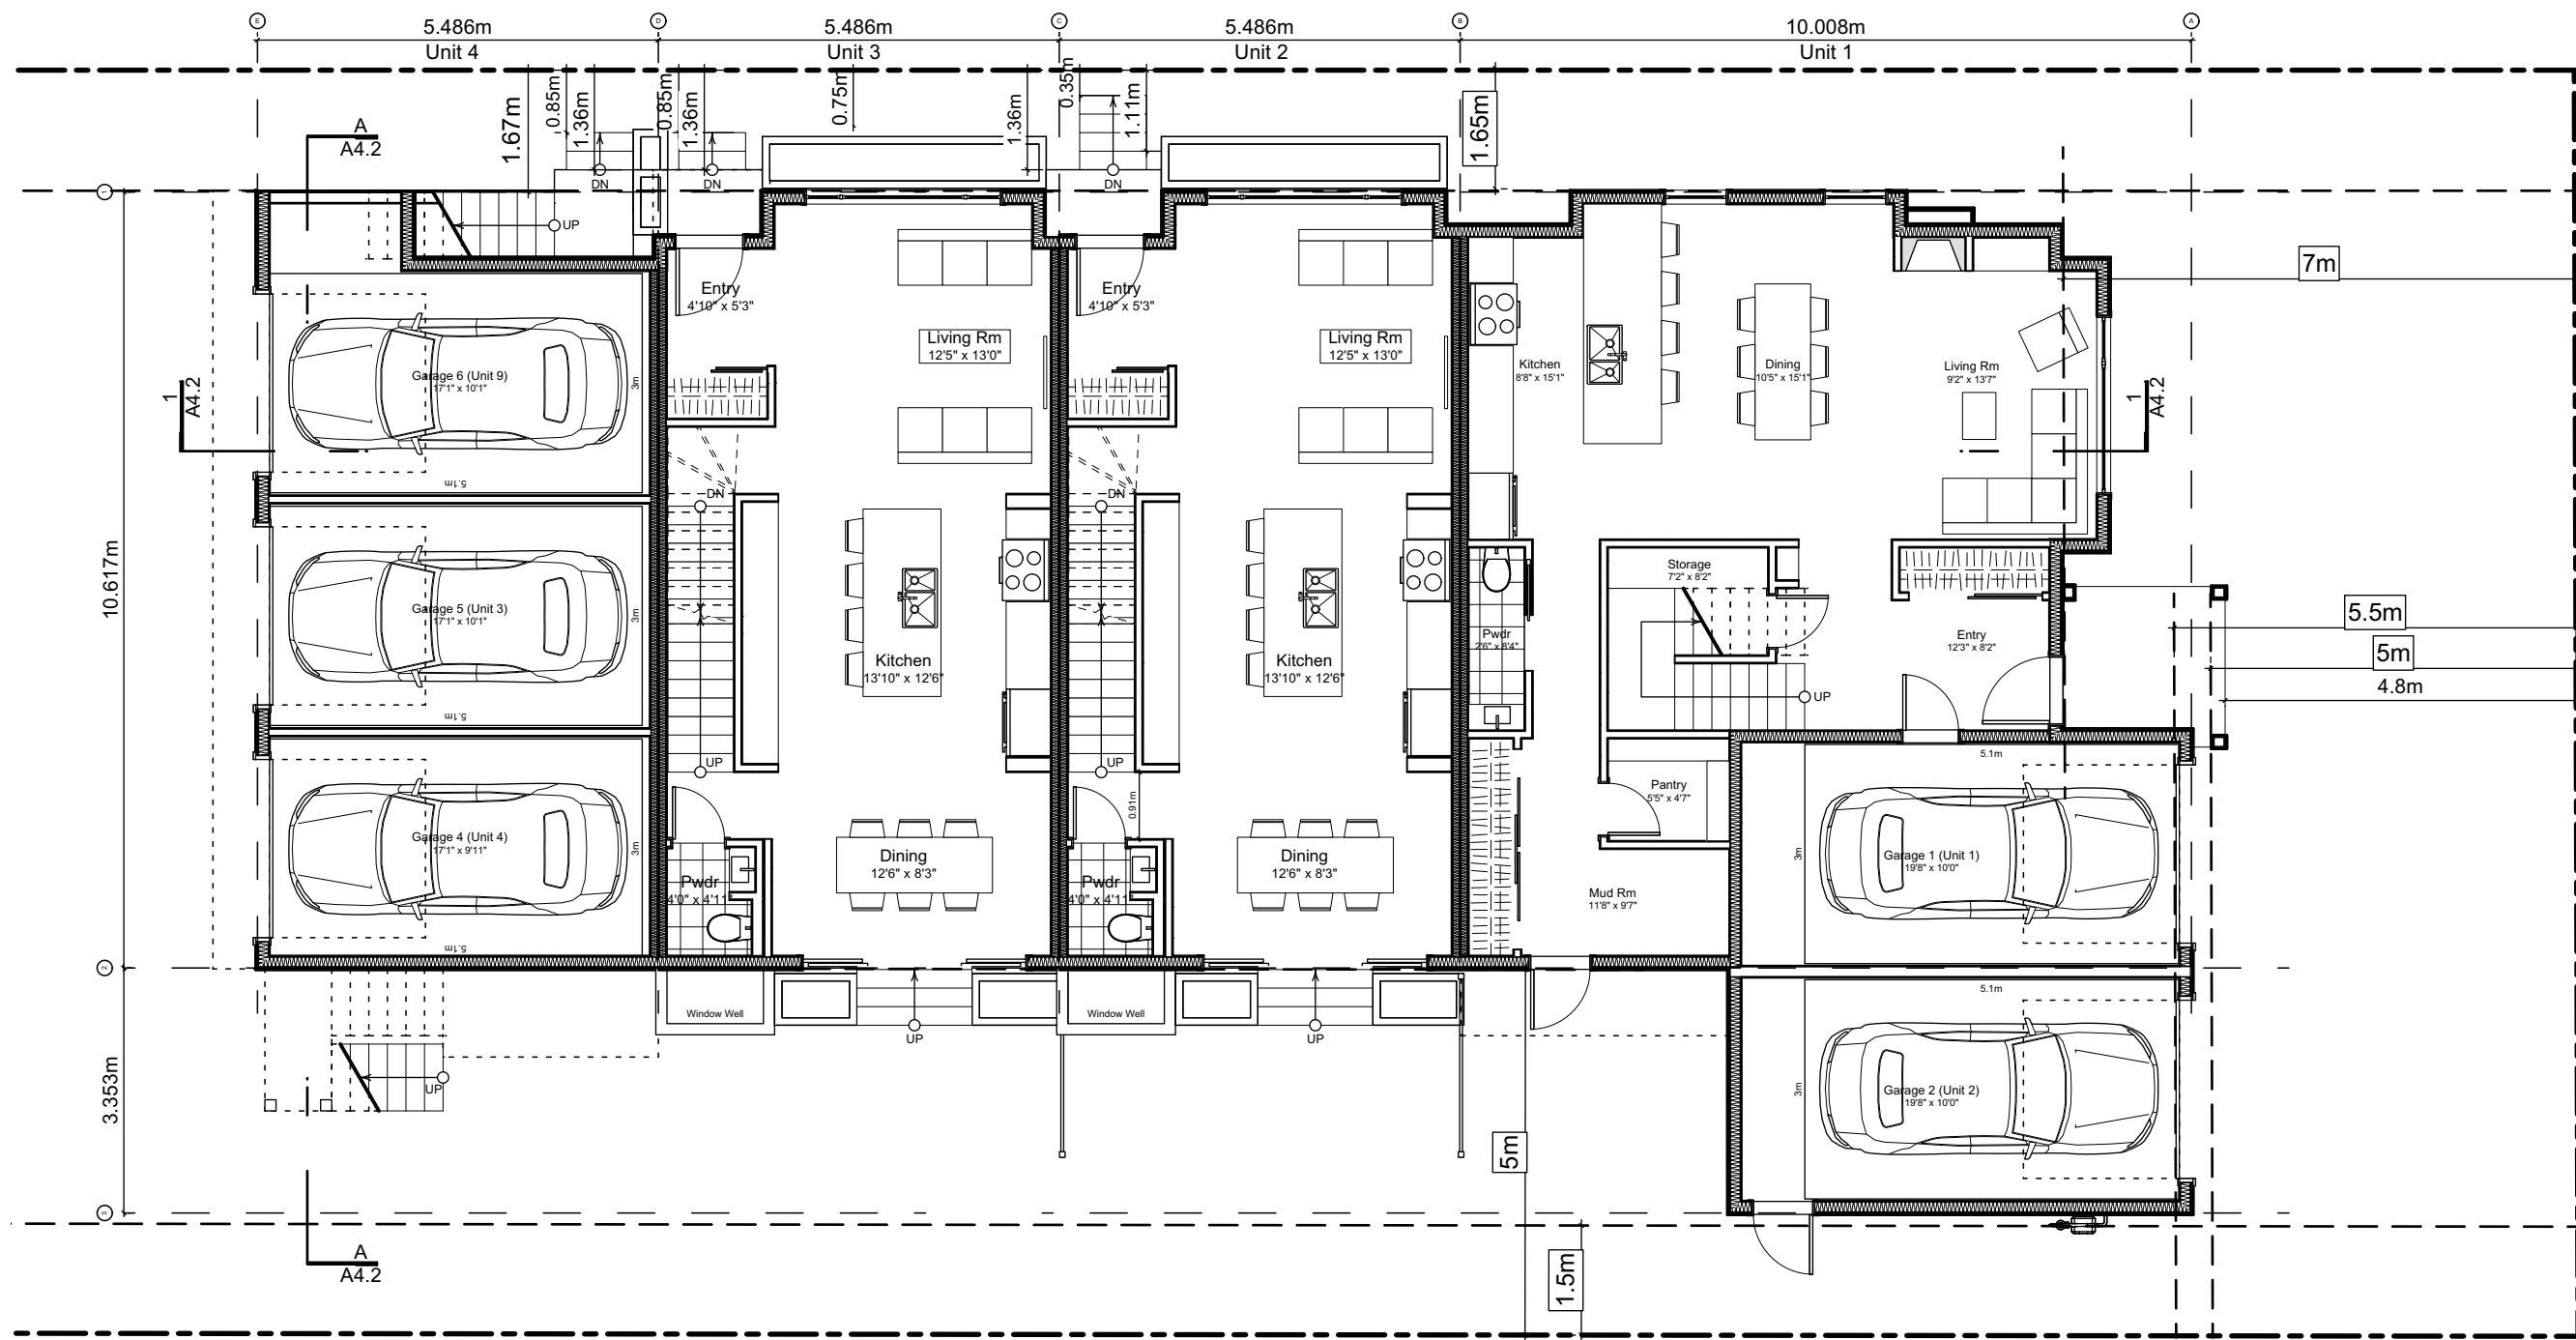 E
D
C
B
A
5.486m
5.486m
5.486m
10.008m
Unit 4
Unit 3
Unit 2
Unit 1
1.67m
0.85m
1.36m
0.85m
1.36m
0.75m
1.36m
0.35m
1.11m
1.65m
A
A4.2
DN
DN
DN
1
UP
7m
Entry
4'10" x 5'3"
Entry
4'10" x 5'3"
Living Rm
12'5" x 13'0"
Living Rm
12'5" x 13'0"
Kitchen
8'8" x 15'1"
Dining
10'5" x 15'1"
Living Rm
9'2" x 13'7"
Garage 6 (Unit 9)
17'1" x 10'1"
3m
5.1m
1
A4.2
1
A4.2
DN
DN
10.617m
Garage 5 (Unit 3)
17'1" x 10'1"
3m
5.1m
Storage
7'2" x 8'2"
Pwdr
2'6" x 8'4"
Entry
12'3" x 8'2"
5.5m
5m
4.8m
Kitchen
13'10" x 12'6"
Kitchen
13'10" x 12'6"
UP
UP
UP
5.1m
Pantry
5'5" x 4'7"
0.91m
Garage 4 (Unit 4)
17'1" x 9'11"
3m
5.1m
Dining
12'6" x 8'3"
Dining
12'6" x 8'3"
Garage 1 (Unit 1)
19'8" x 10'0"
3m
Pwdr
4'0" x 4'11"
Pwdr
4'0" x 4'11"
Mud Rm
11'8" x 9'7"
2
5.1m
Window Well
Window Well
UP
UP
UP
Garage 2 (Unit 2)
19'8" x 10'0"
3m
3.353m
5m
3
A
A4.2
1.5m